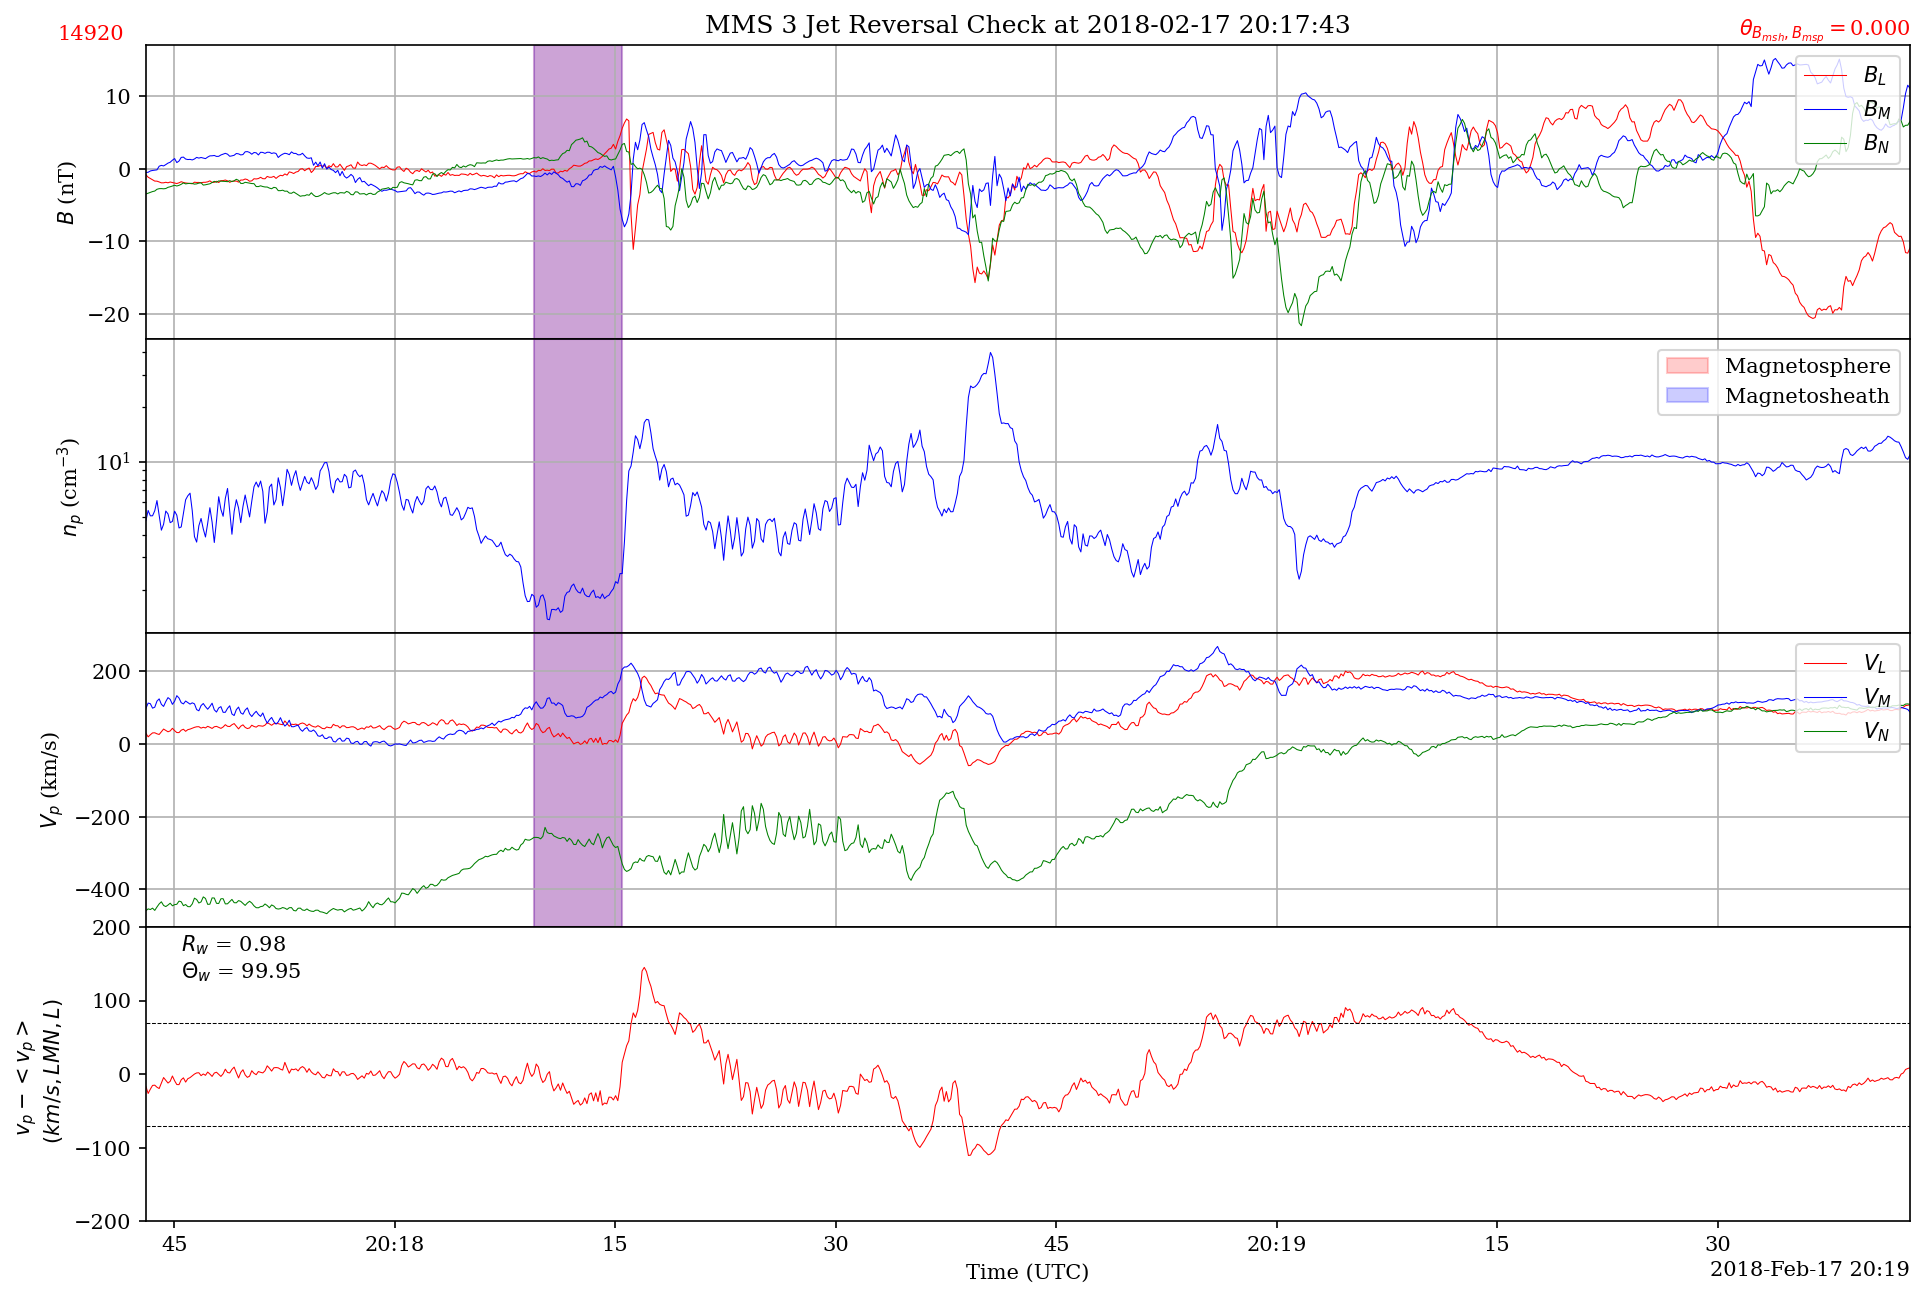 14920
MMS 3 Jet Reversal Check at 2018-02-17 20:17:43
θ_{B_{msh}, B_{msp}} = 0.000
B (nT)
10
0
−10
−20
B_L
B_M
B_N
n_p (cm⁻³)
10¹
Magnetosphere
Magnetosheath
V_p (km/s)
200
0
−200
−400
V_L
V_M
V_N
v_p − < v_p >
(km/s, LMN, L)
200
100
0
−100
−200
R_w = 0.98
Θ_w = 99.95
45 20:18 15 30 45 20:19 15 30
Time (UTC)
2018-Feb-17 20:19